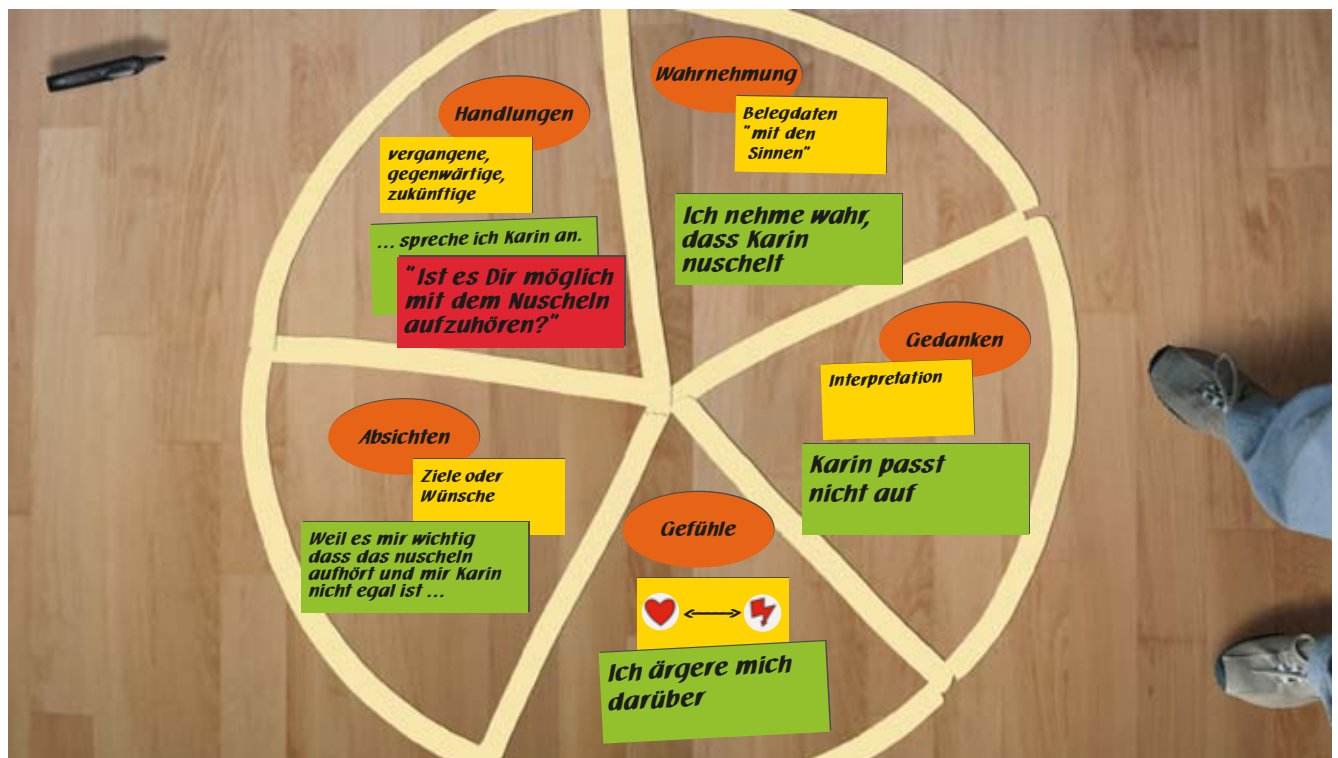 Wahrnehmung
Belegdaten
"mit den
Sinnen"
Ich nehme wahr,
dass Karin
nuschelt
Gedanken
Interpretation
Karin passt
nicht auf
Gefühle
Ich ärgere mich
darüber
Absichten
Ziele oder
Wünsche
Weil es mir wichtig
dass das nuscheln
aufhört und mir Karin
nicht egal ist ...
Handlungen
vergangene,
gegenwärtige,
zukünftige
... spreche ich Karin an.
"Ist es Dir möglich
mit dem Nuscheln
aufzuhören?"